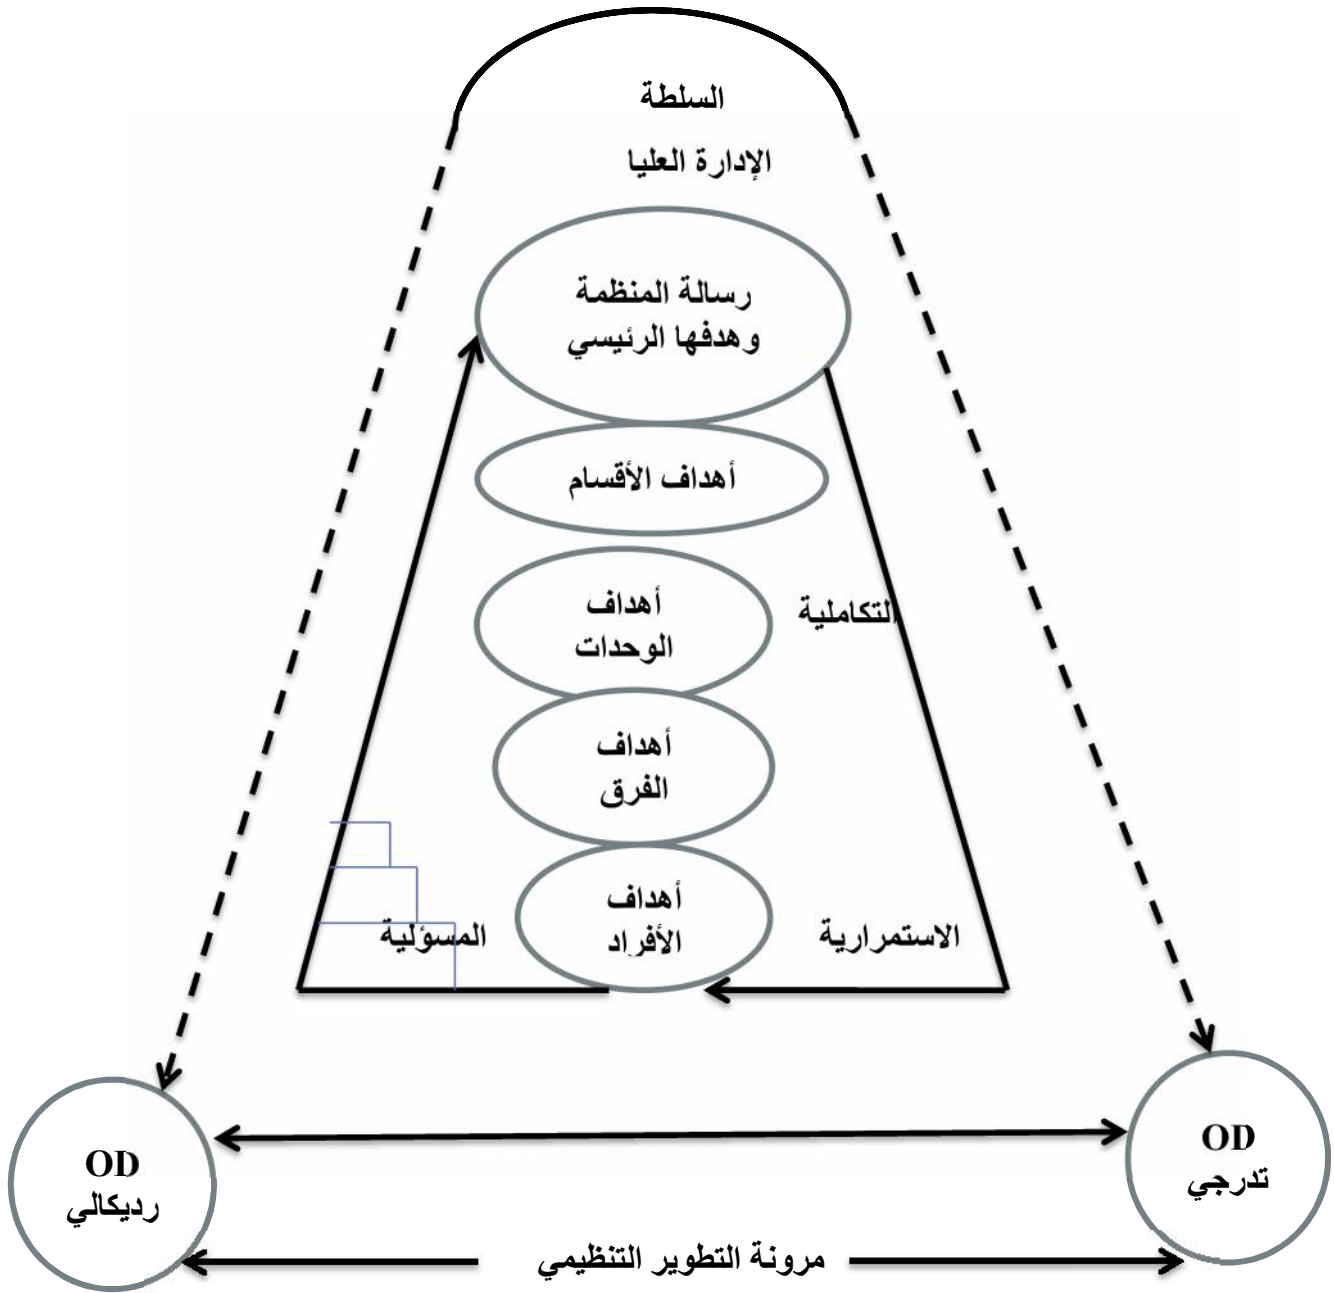 السلطة
الإدارة العليا
رسالة المنظمة
وهدفها الرئيسي
أهداف الأقسام
أهداف
الوحدات
التكاملية
أهداف
الفرق
أهداف
الأفراد
الاستمرارية
المسؤلية
OD
تدرجي
OD
رديكالي
مرونة التطوير التنظيمي